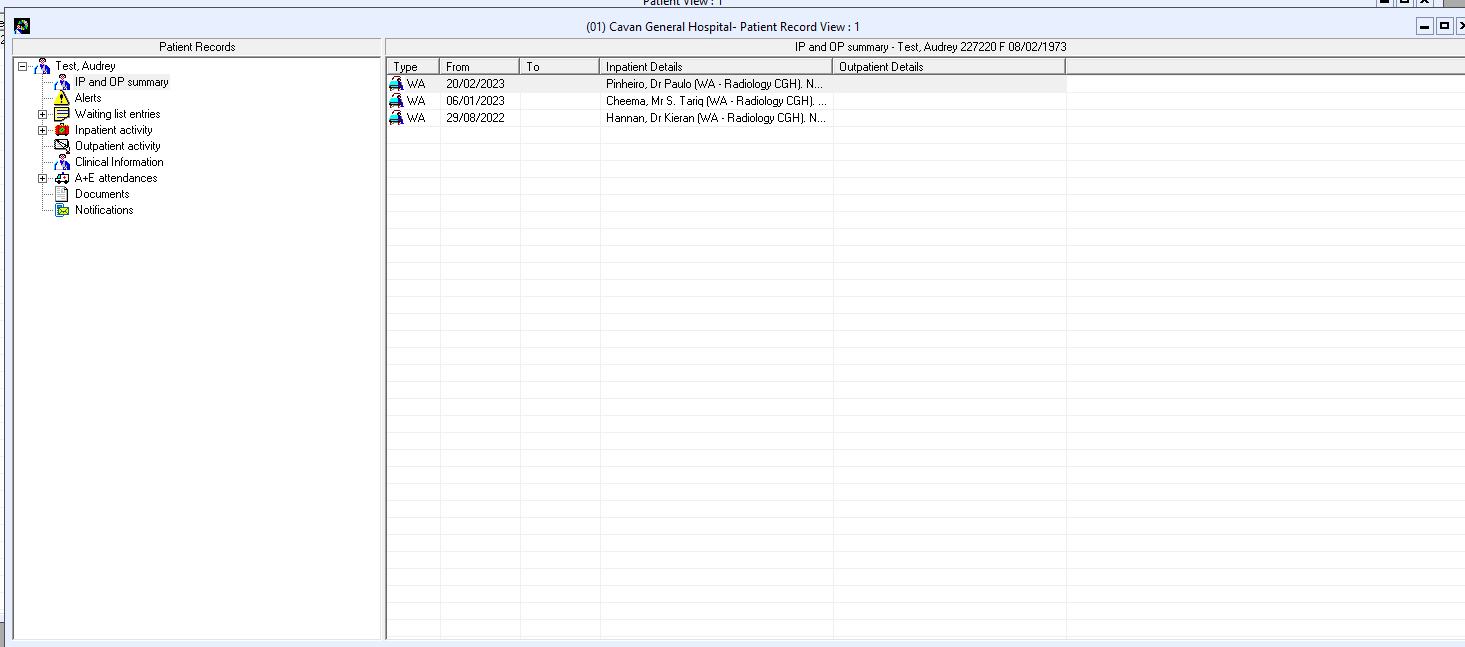 Patient View : 1
(01) Cavan General Hospital- Patient Record View : 1
Patient Records
IP and OP summary - Test, Audrey 227220 F 08/02/1973
Test, Audrey
IP and OP summary
Alerts
Waiting list entries
Inpatient activity
Outpatient activity
Clinical Information
A+E attendances
Documents
Notifications
Type From To Inpatient Details Outpatient Details
WA 20/02/2023 Pinheiro, Dr Paulo (WA - Radiology CGH). N...
WA 06/01/2023 Cheema, Mr S. Tariq (WA - Radiology CGH). ...
WA 29/08/2022 Hannan, Dr Kieran (WA - Radiology CGH). N...